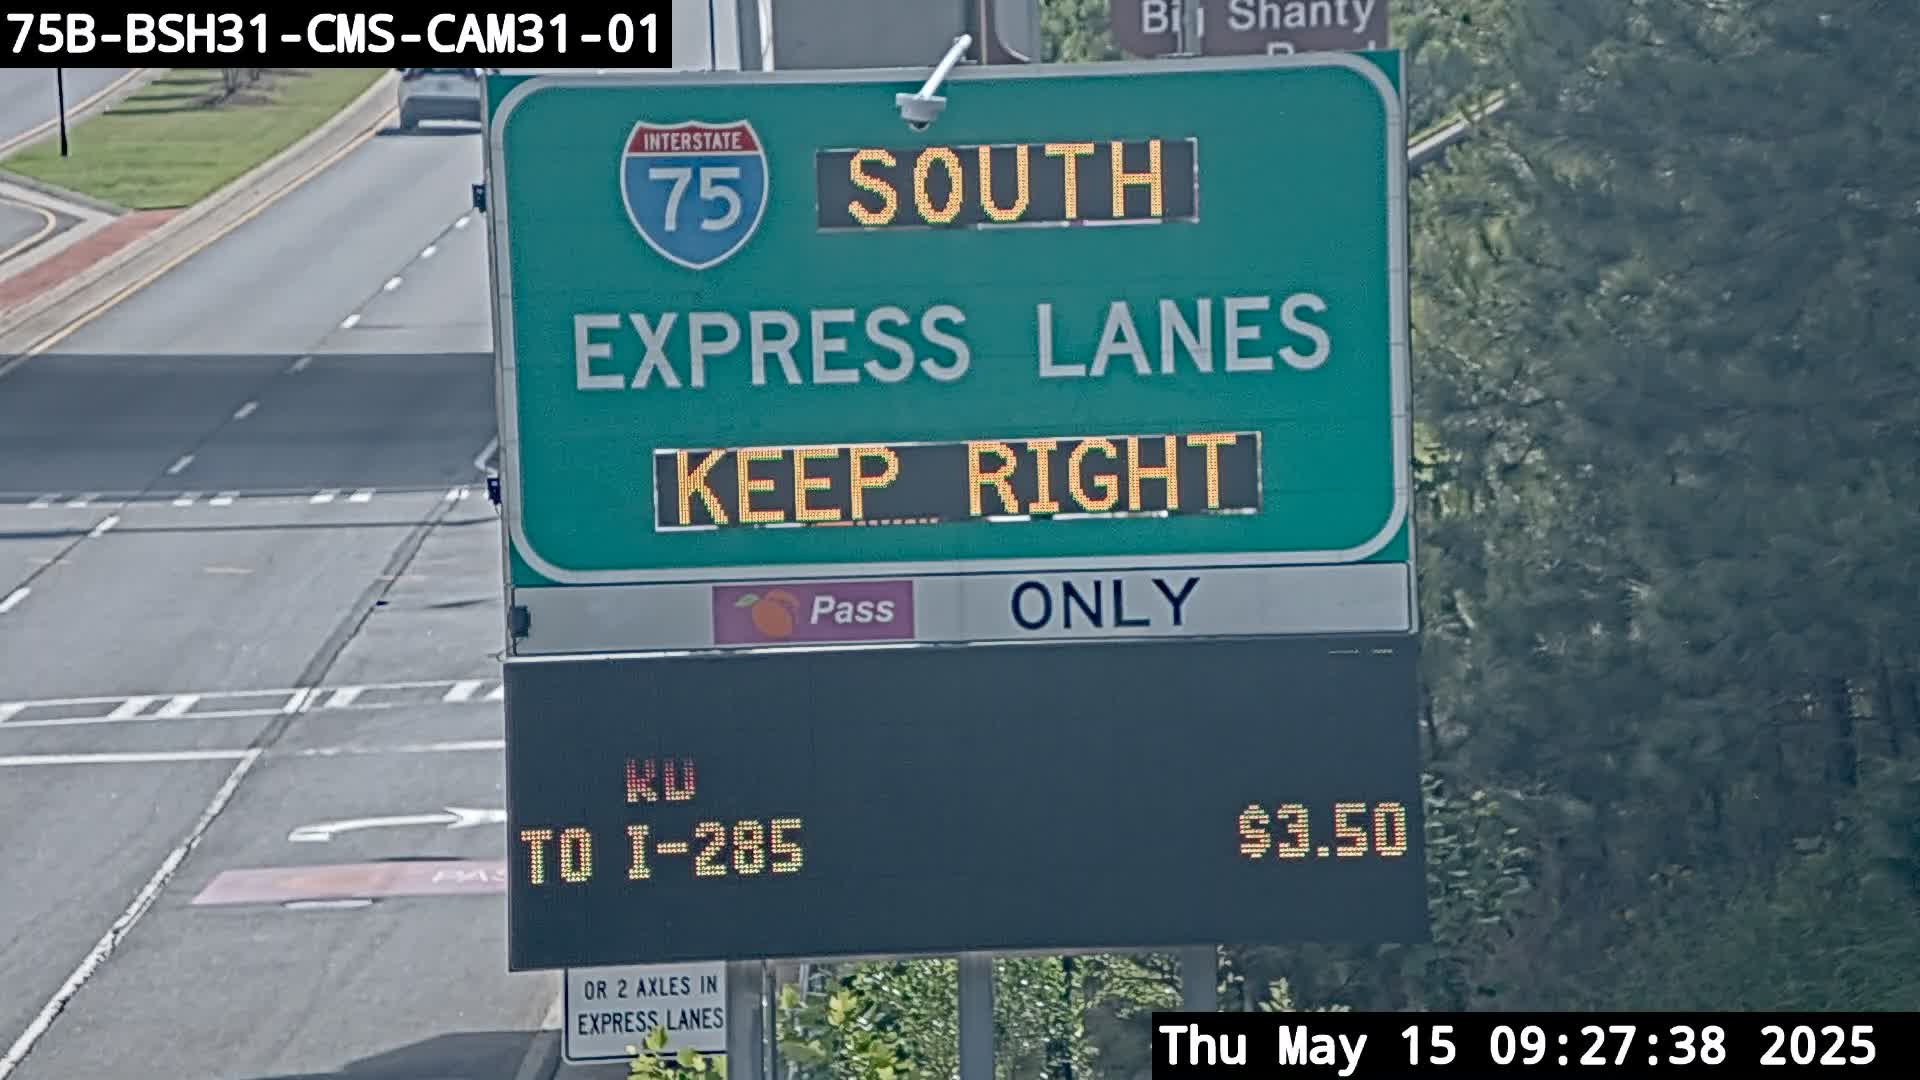 75B-BSH31-CMS-CAM31-01
Big Shanty
INTERSTATE
75
SOUTH
EXPRESS LANES
KEEP RIGHT
Pass
ONLY
TO I-285
$3.50
OR 2 AXLES IN
EXPRESS LANES
Thu May 15 09:27:38 2025